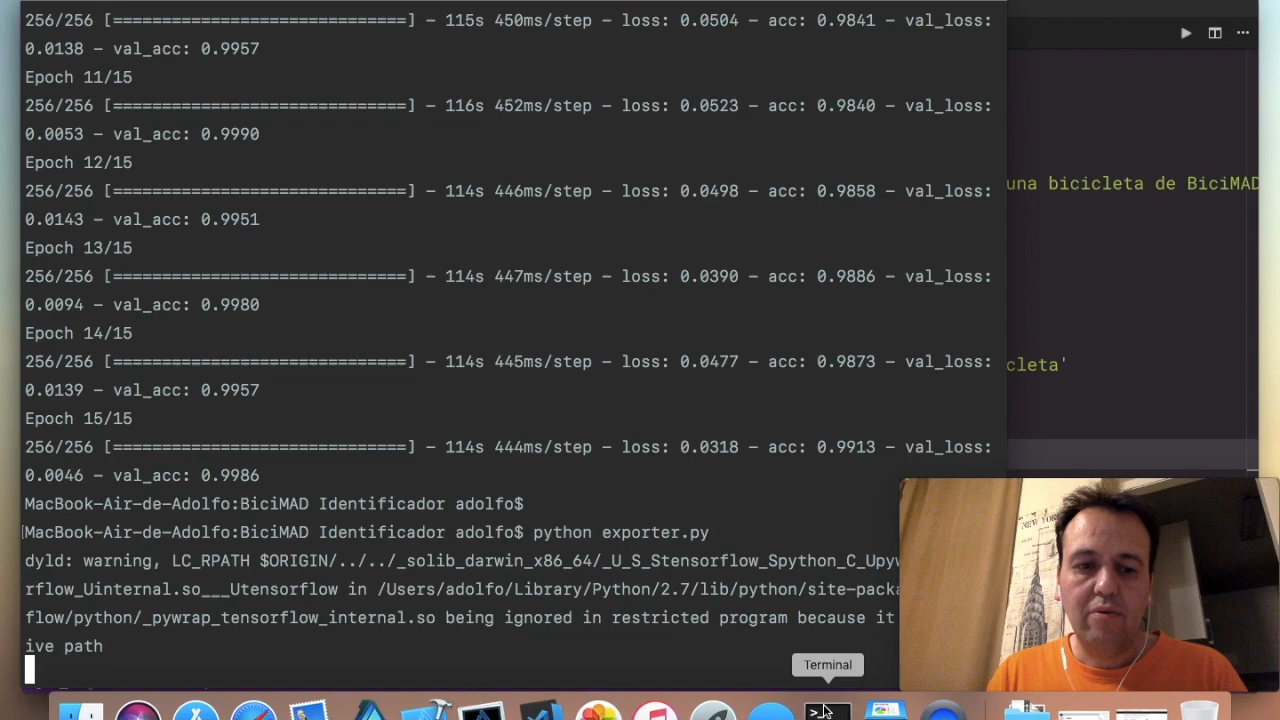 256/256 [==============================] - 115s 450ms/step - loss: 0.0504 - acc: 0.9841 - val_loss:
0.0138 - val_acc: 0.9957
Epoch 11/15
256/256 [==============================] - 116s 452ms/step - loss: 0.0523 - acc: 0.9840 - val_loss:
0.0053 - val_acc: 0.9990
Epoch 12/15
256/256 [==============================] - 114s 446ms/step - loss: 0.0498 - acc: 0.9858 - val_loss:
0.0143 - val_acc: 0.9951
Epoch 13/15
256/256 [==============================] - 114s 447ms/step - loss: 0.0390 - acc: 0.9886 - val_loss:
0.0094 - val_acc: 0.9980
Epoch 14/15
256/256 [==============================] - 114s 445ms/step - loss: 0.0477 - acc: 0.9873 - val_loss:
0.0139 - val_acc: 0.9957
Epoch 15/15
256/256 [==============================] - 114s 444ms/step - loss: 0.0318 - acc: 0.9913 - val_loss:
0.0046 - val_acc: 0.9986
MacBook-Air-de-Adolfo:BiciMAD Identificador adolfo$
[MacBook-Air-de-Adolfo:BiciMAD Identificador adolfo$ python exporter.py
dyld: warning, LC_RPATH $ORIGIN/../../_solib_darwin_x86_64/_U_S_Stensorflow_Spython_C_Upyw
rflow_Uinternal.so___Utensorflow in /Users/adolfo/Library/Python/2.7/lib/python/site-packa
flow/python/_pywrap_tensorflow_internal.so being ignored in restricted program because it
ive path
una bicicleta de BiciMAD
icleta'
NEW YORK
Terminal
>_